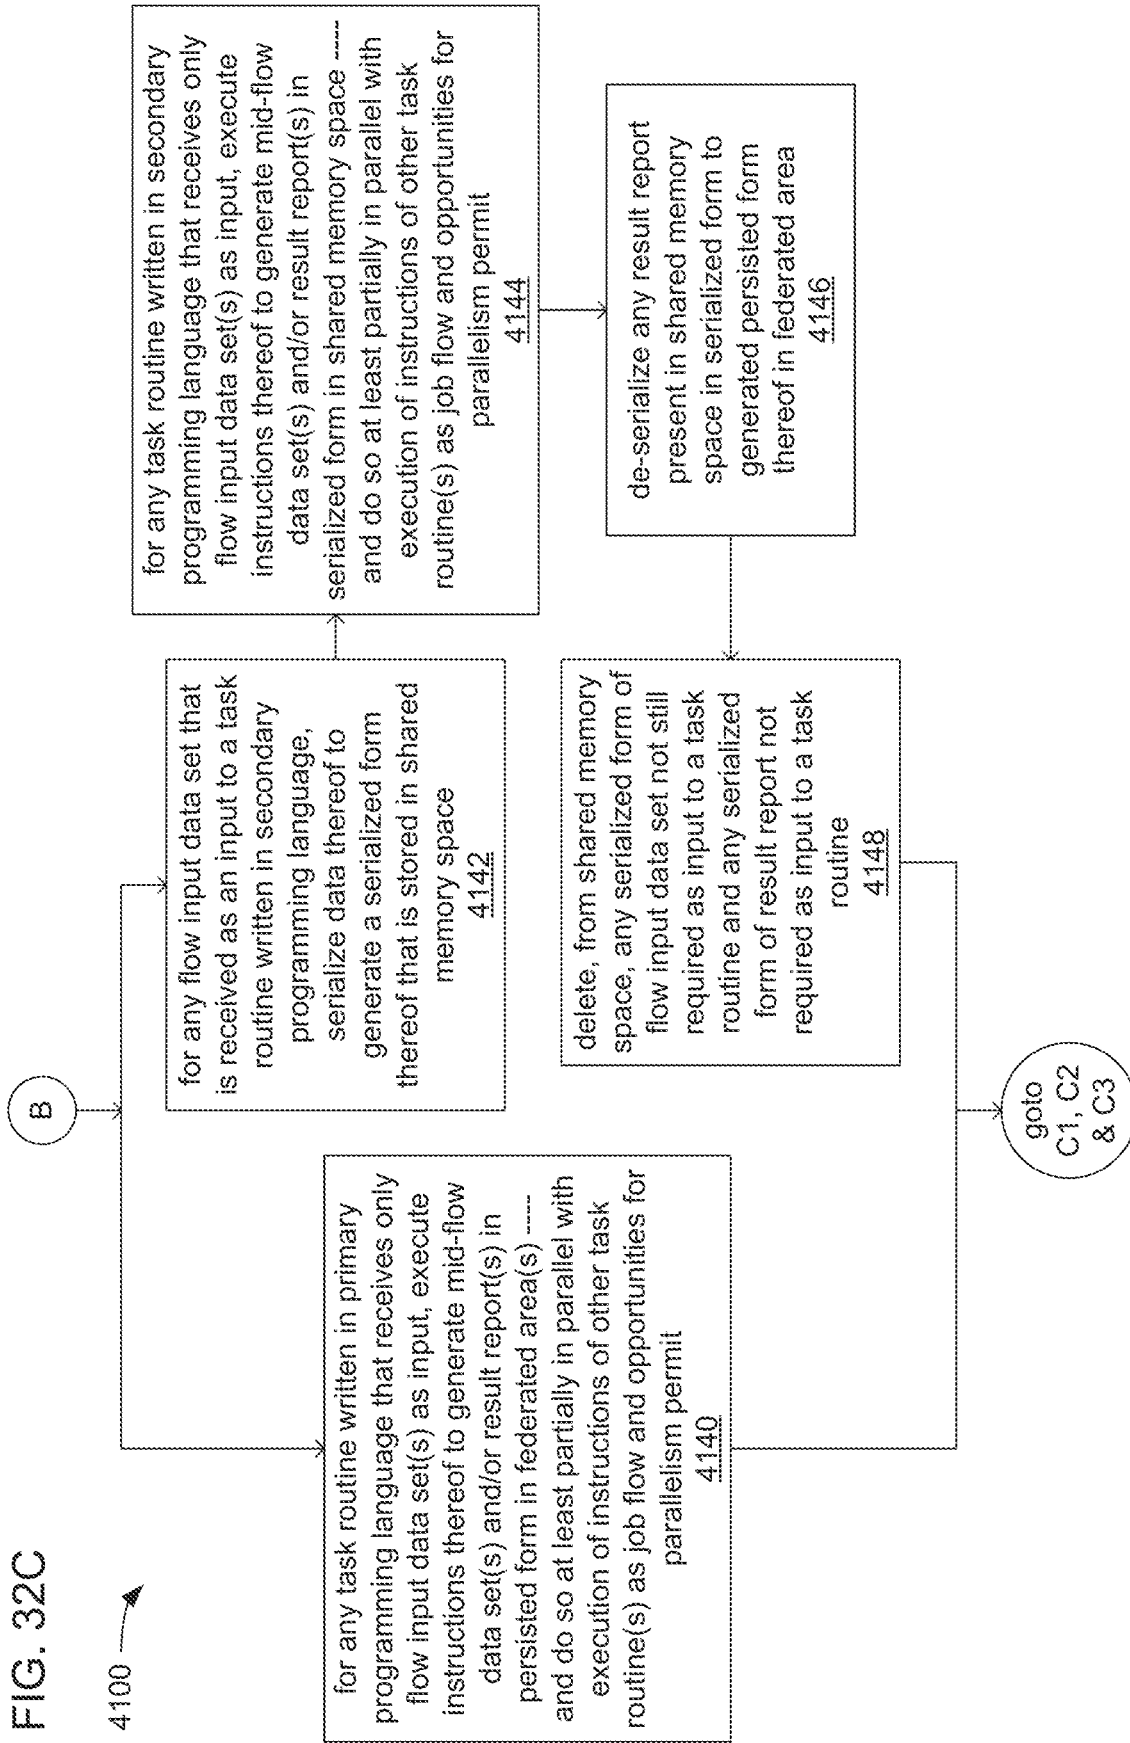 FIG. 32C
4100
B
for any task routine written in primary
programming language that receives only
flow input data set(s) as input, execute
instructions thereof to generate mid-flow
data set(s) and/or result report(s) in
persisted form in federated area(s) ----
and do so at least partially in parallel with
execution of instructions of other task
routine(s) as job flow and opportunities for
parallelism permit
4140
for any flow input data set that
is received as an input to a task
routine written in secondary
programming language,
serialize data thereof to
generate a serialized form
thereof that is stored in shared
memory space
4142
for any task routine written in secondary
programming language that receives only
flow input data set(s) as input, execute
instructions thereof to generate mid-flow
data set(s) and/or result report(s) in
serialized form in shared memory space ----
and do so at least partially in parallel with
execution of instructions of other task
routine(s) as job flow and opportunities for
parallelism permit
4144
de-serialize any result report
present in shared memory
space in serialized form to
generated persisted form
thereof in federated area
4146
delete, from shared memory
space, any serialized form of
flow input data set not still
required as input to a task
routine and any serialized
form of result report not
required as input to a task
routine
4148
goto
C1, C2
& C3